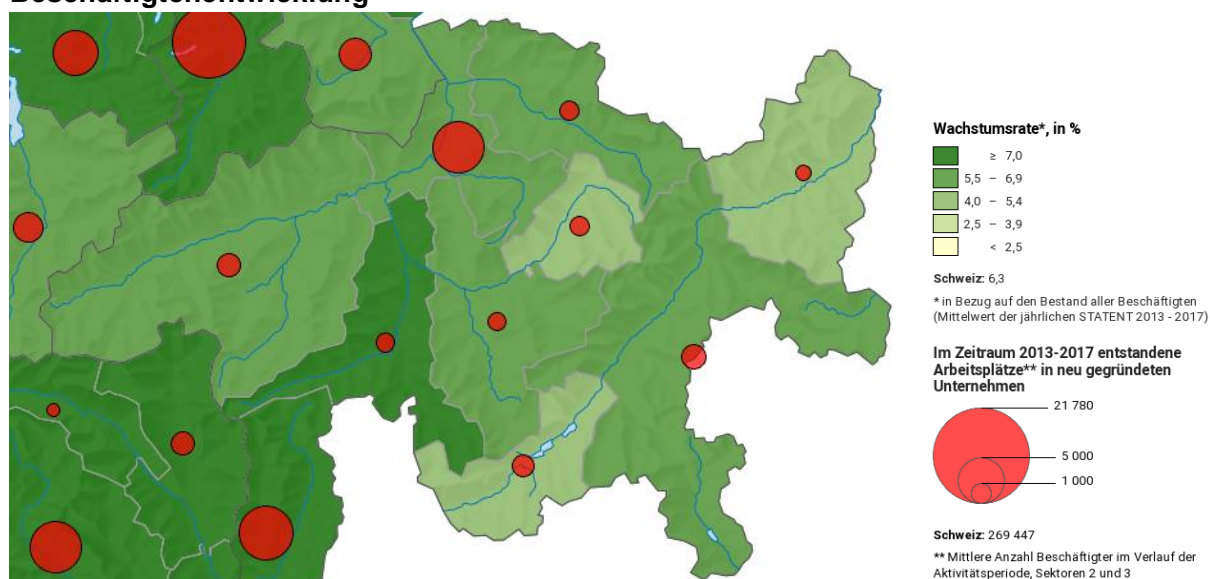 Beschäftigtenentwicklung
Wachstumsrate*, in %
≥ 7,0
5,5 – 6,9
4,0 – 5,4
2,5 – 3,9
< 2,5
Schweiz: 6,3
* in Bezug auf den Bestand aller Beschäftigten
(Mittelwert der jährlichen STATENT 2013 - 2017)
Im Zeitraum 2013-2017 entstandene
Arbeitsplätze** in neu gegründeten
Unternehmen
21 780
5 000
1 000
Schweiz: 269 447
** Mittlere Anzahl Beschäftigter im Verlauf der
Aktivitätsperiode, Sektoren 2 und 3